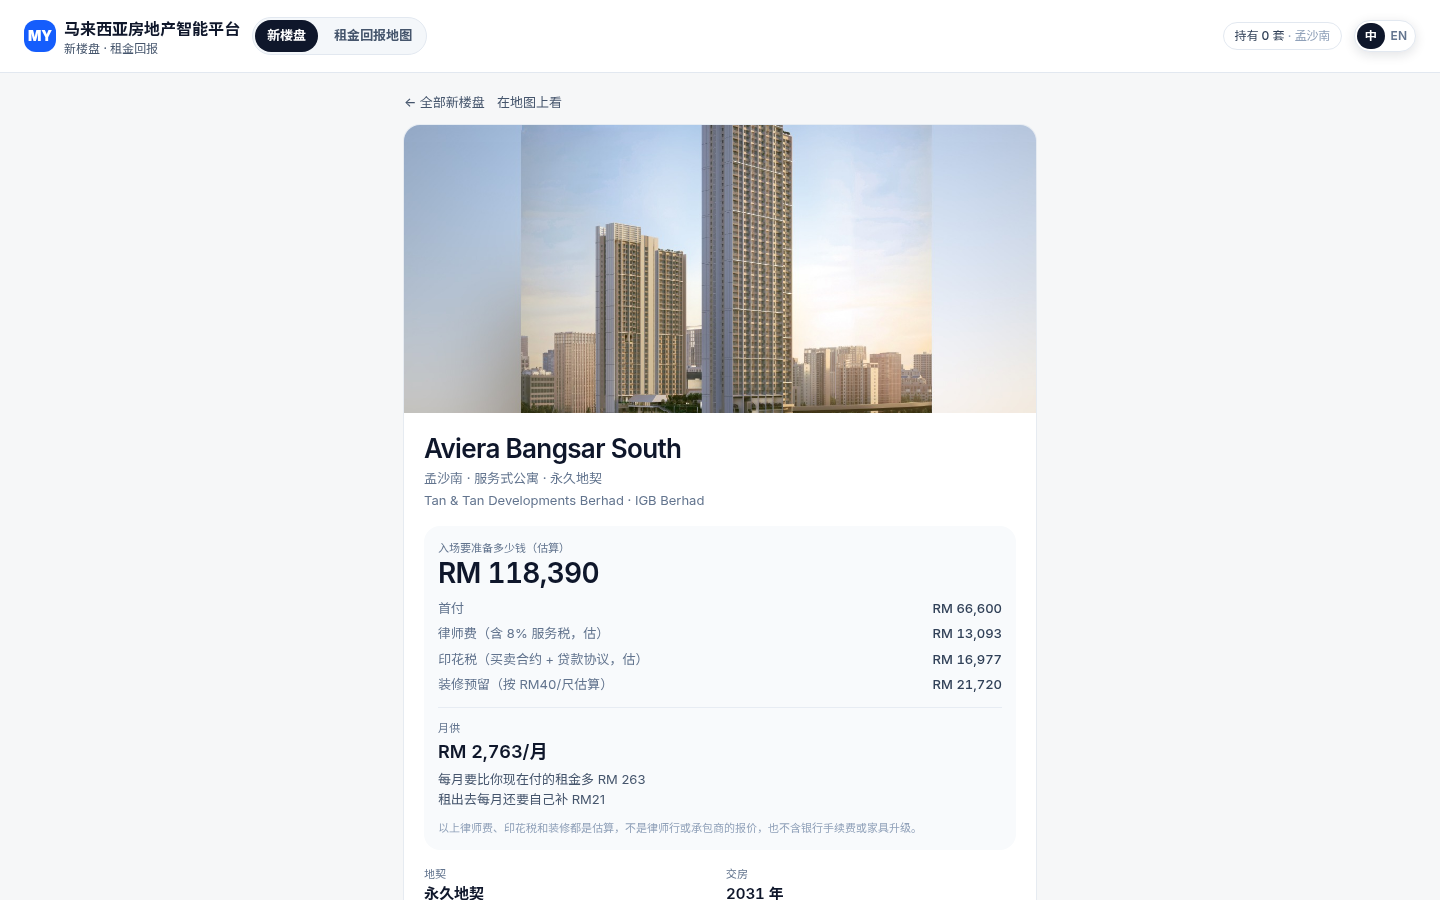 MY
马来西亚房地产智能平台
新楼盘 · 租金回报
新楼盘
租金回报地图
持有 0 套 · 孟沙南
中
EN
← 全部新楼盘
在地图上看
Aviera Bangsar South
孟沙南 · 服务式公寓 · 永久地契
Tan & Tan Developments Berhad · IGB Berhad
入场要准备多少钱（估算）
RM 118,390
首付
RM 66,600
律师费（含 8% 服务税，估）
RM 13,093
印花税（买卖合约 + 贷款协议，估）
RM 16,977
装修预留（按 RM40/尺估算）
RM 21,720
月供
RM 2,763/月
每月要比你现在付的租金多 RM 263
租出去每月还要自己补 RM21
以上律师费、印花税和装修都是估算，不是律师行或承包商的报价，也不含银行手续费或家具升级。
地契
交房
永久地契
2031 年